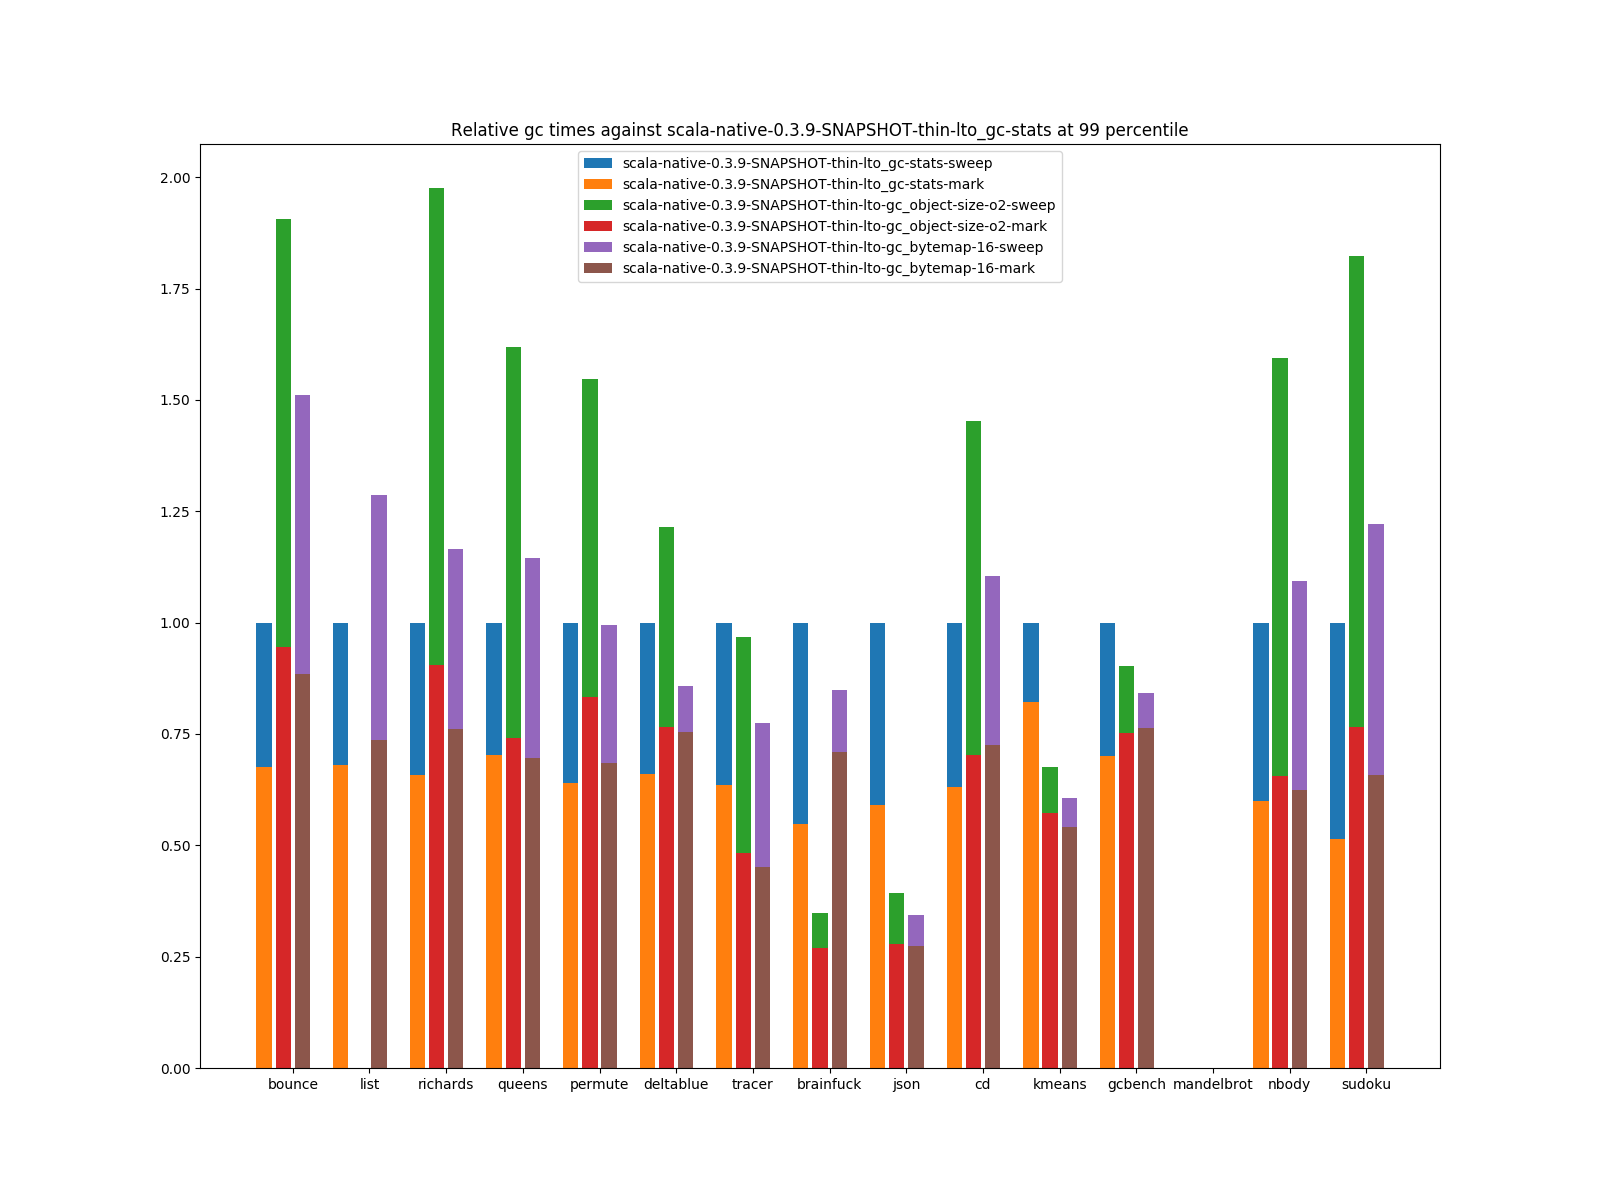 Relative gc times against scala-native-0.3.9-SNAPSHOT-thin-lto_gc-stats at 99 percentile
scala-native-0.3.9-SNAPSHOT-thin-lto_gc-stats-sweep
scala-native-0.3.9-SNAPSHOT-thin-lto_gc-stats-mark
scala-native-0.3.9-SNAPSHOT-thin-lto-gc_object-size-o2-sweep
scala-native-0.3.9-SNAPSHOT-thin-lto-gc_object-size-o2-mark
scala-native-0.3.9-SNAPSHOT-thin-lto-gc_bytemap-16-sweep
scala-native-0.3.9-SNAPSHOT-thin-lto-gc_bytemap-16-mark
2.00
1.75
1.50
1.25
1.00
0.75
0.50
0.25
0.00
bounce list richards queens permute deltablue tracer brainfuck json cd kmeans gcbench mandelbrot nbody sudoku